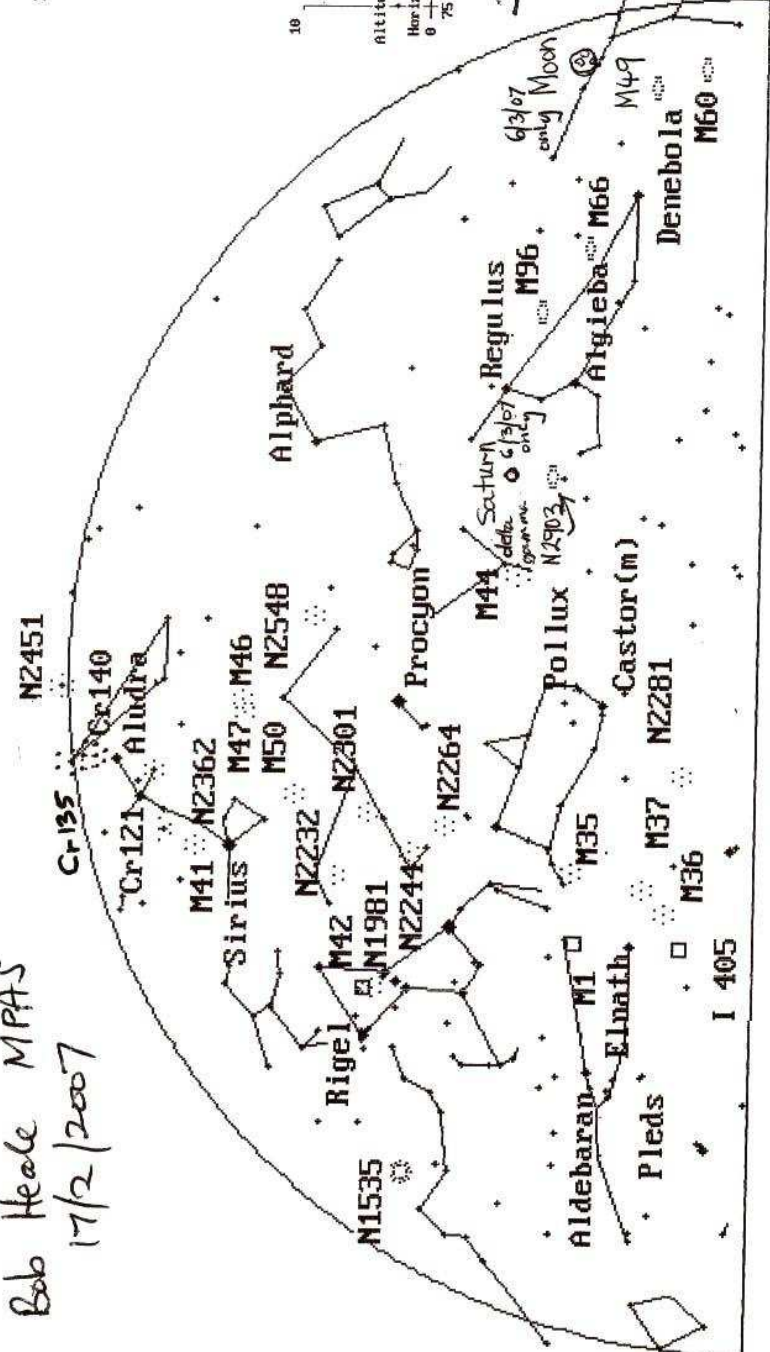 Bob Heale MPAS
17/2/2007
N2451
Cr135
Cr140
Aludra
Cr121
N2362
M41
M47
M46
Sirius
M50
N2548
N2232
N2301
M42
N1981
N2244
N2264
Rigel
N1535
Procyon
Alphard
M44
delta
gamma
Saturn
6/3/07
only
N2903
Regulus
M96
6/3/07
only Moon
M49
M66
M60
Algieba
Denebola
Pollux
Castor(m)
N2281
M35
M37
M36
M1
Elnath
Aldebaran
Pleds
I 405
10
0
75